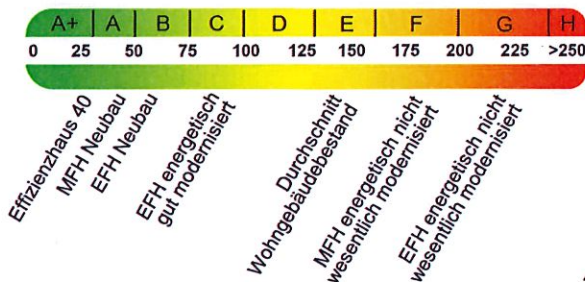 A+ A B C D E F G H
0 25 50 75 100 125 150 175 200 225 >250
Effizienzhaus 40
MFH Neubau
EFH Neubau
EFH energetisch
gut modernisiert
Durchschnitt
Wohngebäudebestand
MFH energetisch nicht
wesentlich modernisiert
EFH energetisch nicht
wesentlich modernisiert